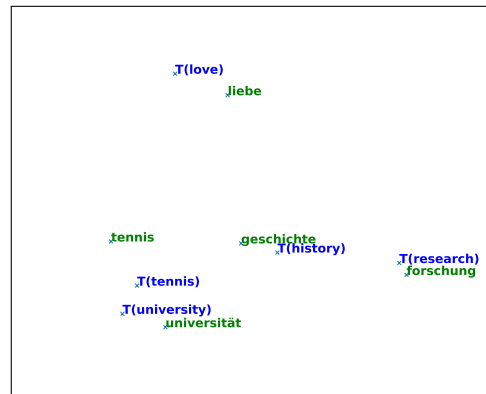 T(love)
liebe
tennis
geschichte
T(history)
T(research)
forschung
T(tennis)
T(university)
universität